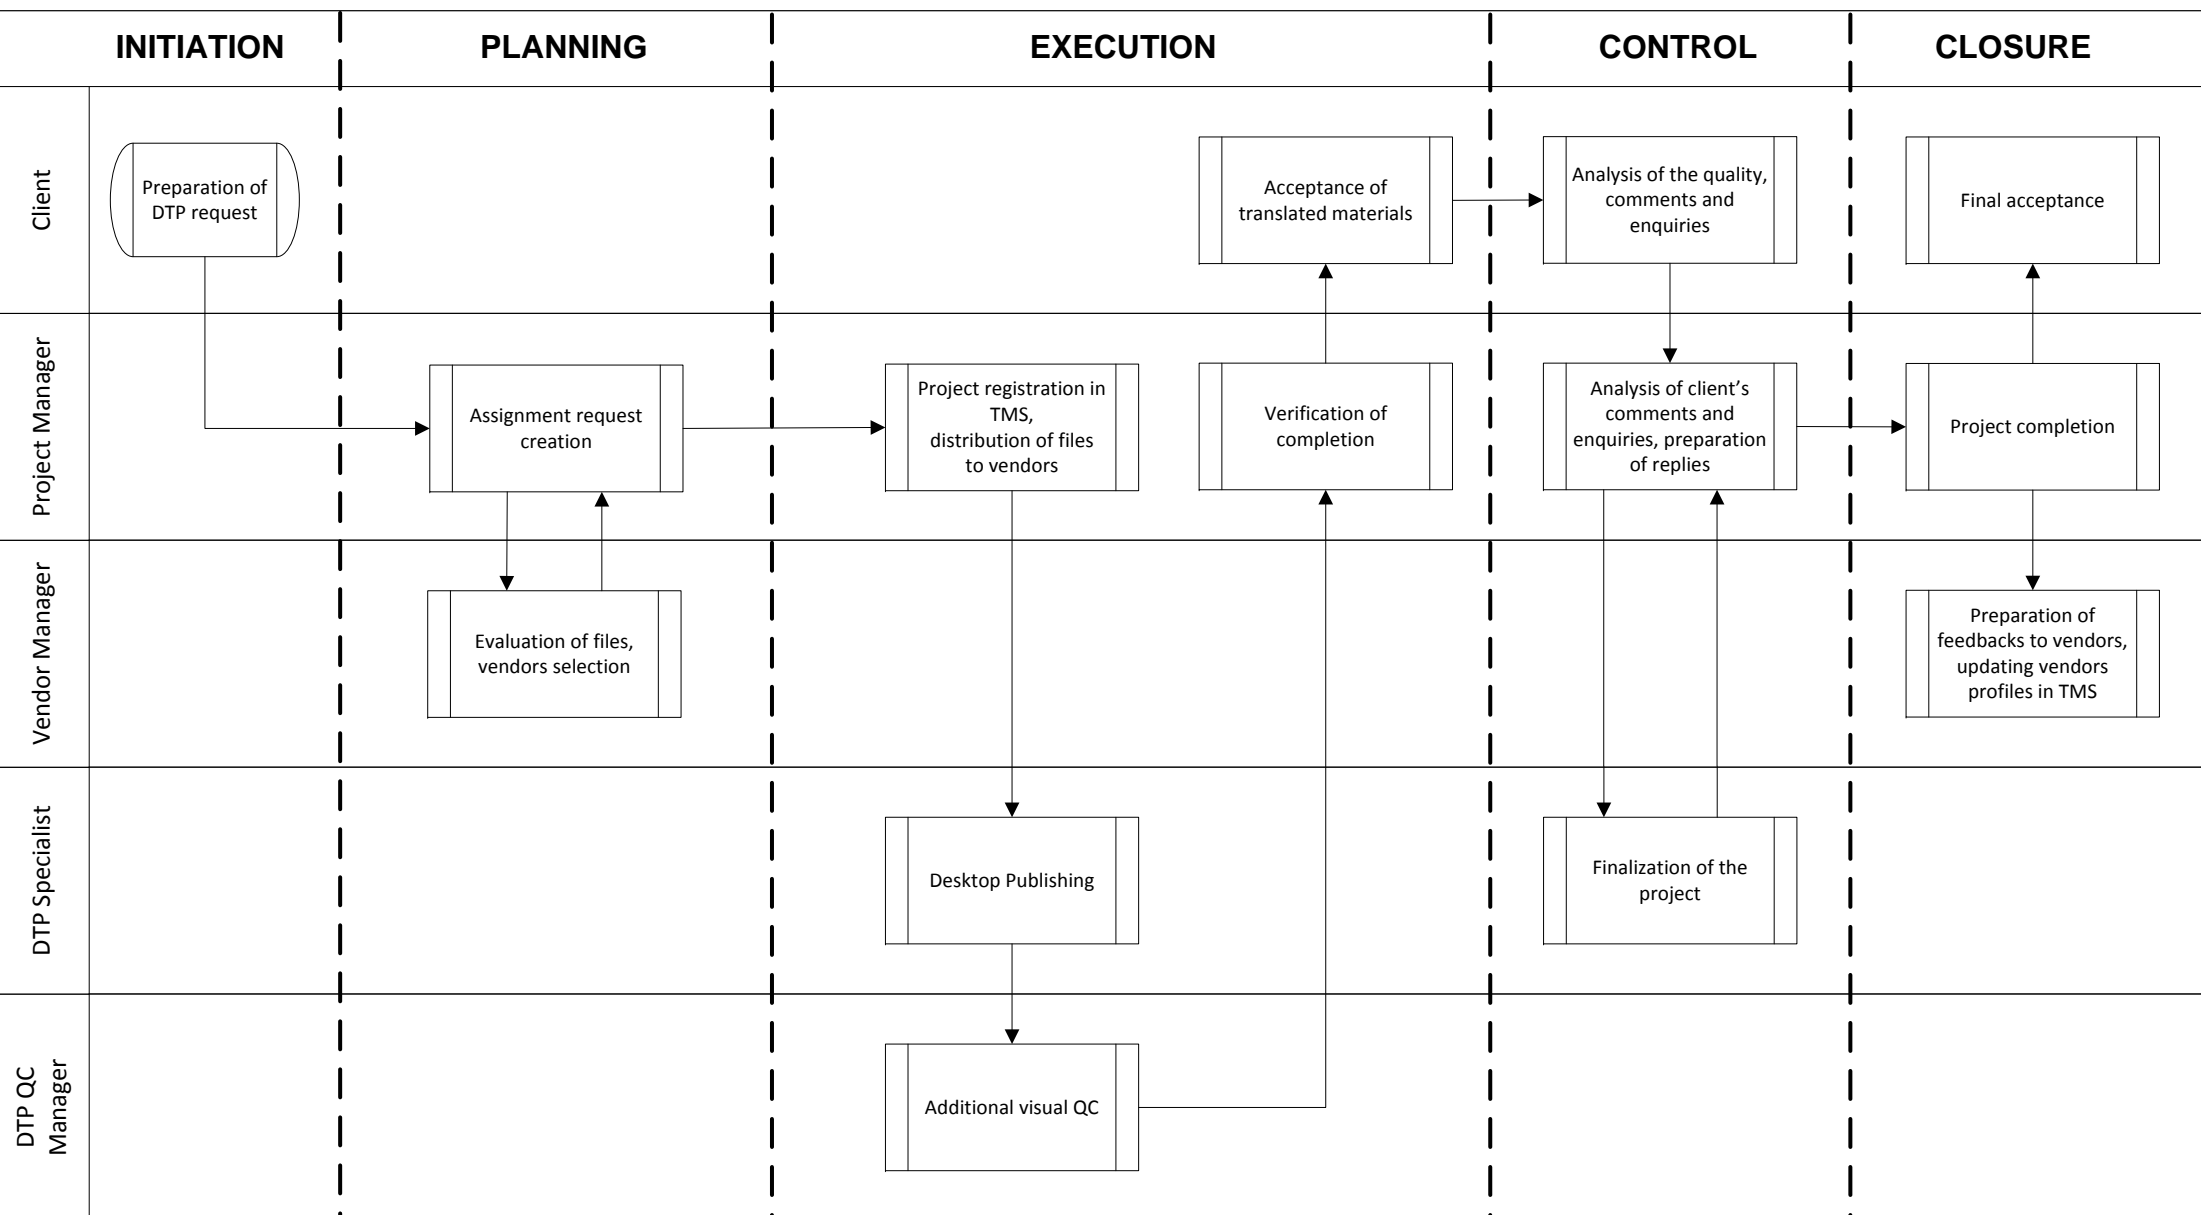 INITIATION
PLANNING
EXECUTION
CONTROL
CLOSURE
Client
Preparation of
DTP request
Acceptance of
translated materials
Analysis of the quality,
comments and
enquiries
Final acceptance
Project Manager
Assignment request
creation
Project registration in
TMS,
distribution of files
to vendors
Verification of
completion
Analysis of client’s
comments and
enquiries, preparation
of replies
Project completion
Vendor Manager
Evaluation of files,
vendors selection
Preparation of
feedbacks to vendors,
updating vendors
profiles in TMS
DTP Specialist
Desktop Publishing
Finalization of the
project
DTP QC
Manager
Additional visual QC